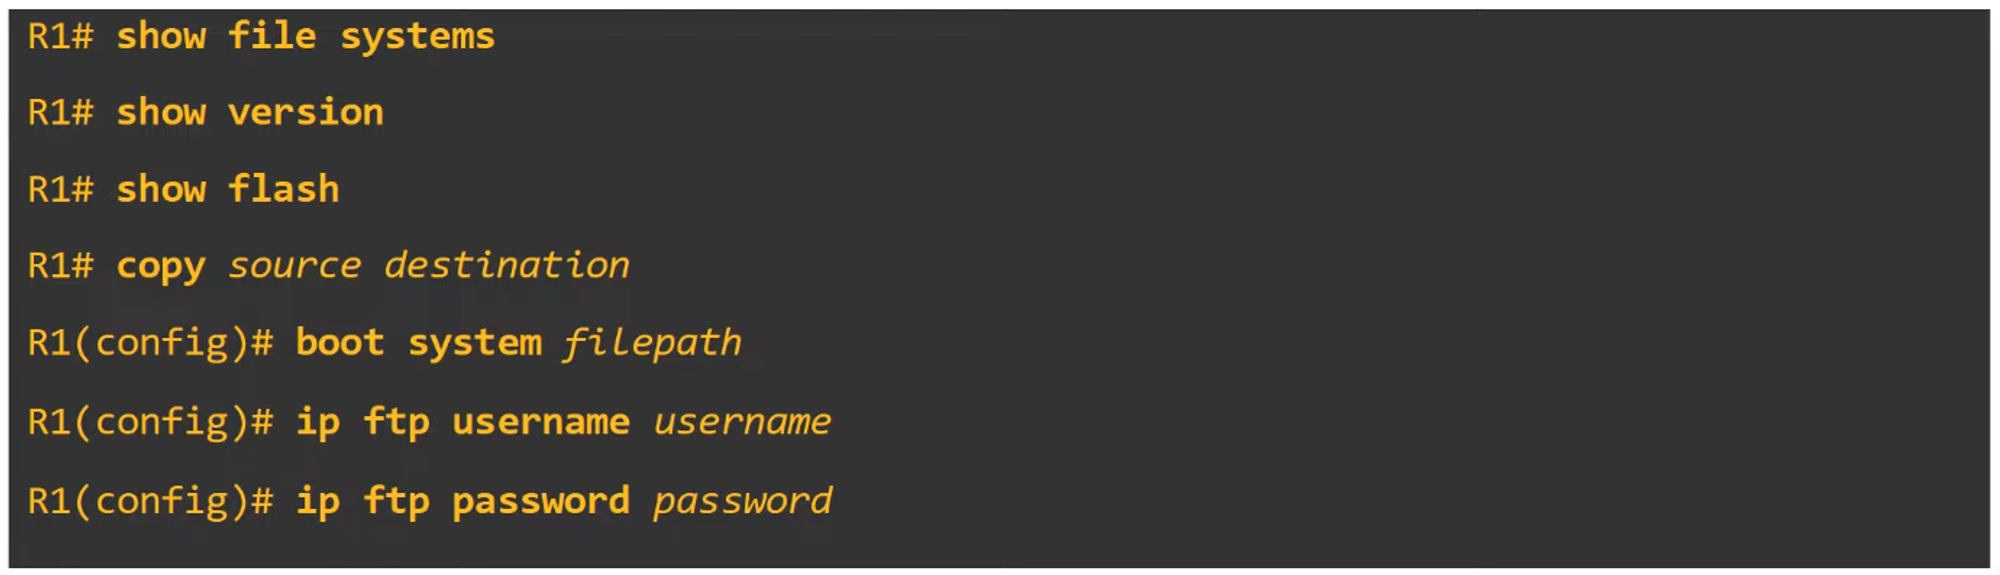 R1# show file systems
R1# show version
R1# show flash
R1# copy source destination
R1(config)# boot system filepath
R1(config)# ip ftp username username
R1(config)# ip ftp password password